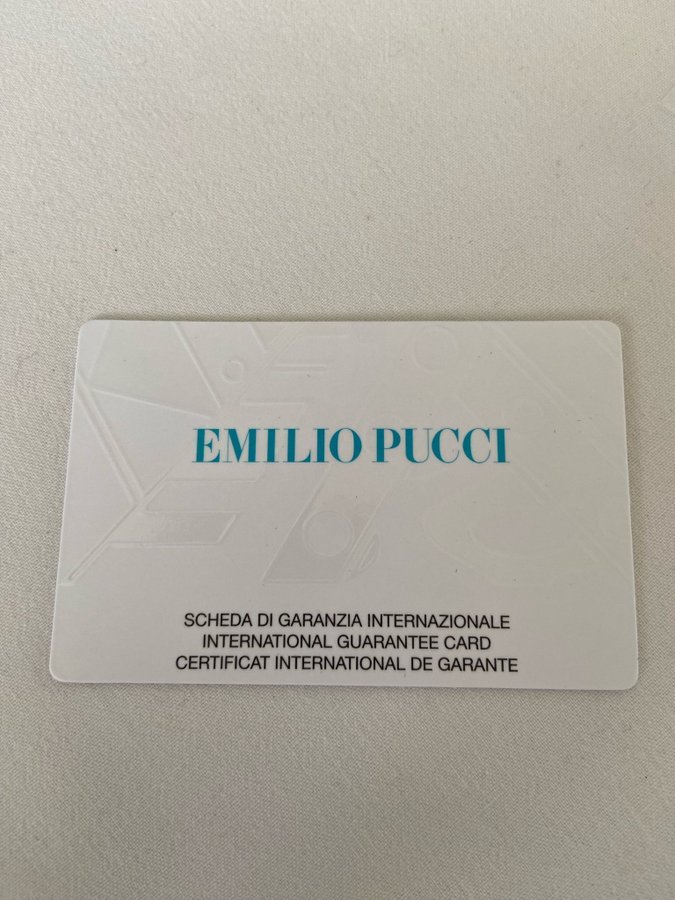 EMILIO PUCCI
SCHEDA DI GARANZIA INTERNAZIONALE
INTERNATIONAL GUARANTEE CARD
CERTIFICAT INTERNATIONAL DE GARANTE